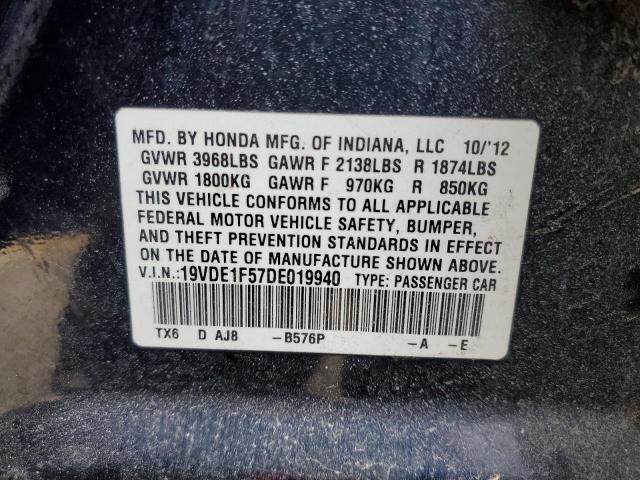 MFD. BY HONDA MFG. OF INDIANA, LLC 10/'12
GVWR 3968LBS GAWR F 2138LBS R 1874LBS
GVWR 1800KG GAWR F 970KG R 850KG
THIS VEHICLE CONFORMS TO ALL APPLICABLE
FEDERAL MOTOR VEHICLE SAFETY, BUMPER,
AND THEFT PREVENTION STANDARDS IN EFFECT
ON THE DATE OF MANUFACTURE SHOWN ABOVE.
V.I.N.:19VDE1F57DE019940 TYPE: PASSENGER CAR
TX6 D AJ8 -B576P -A -E